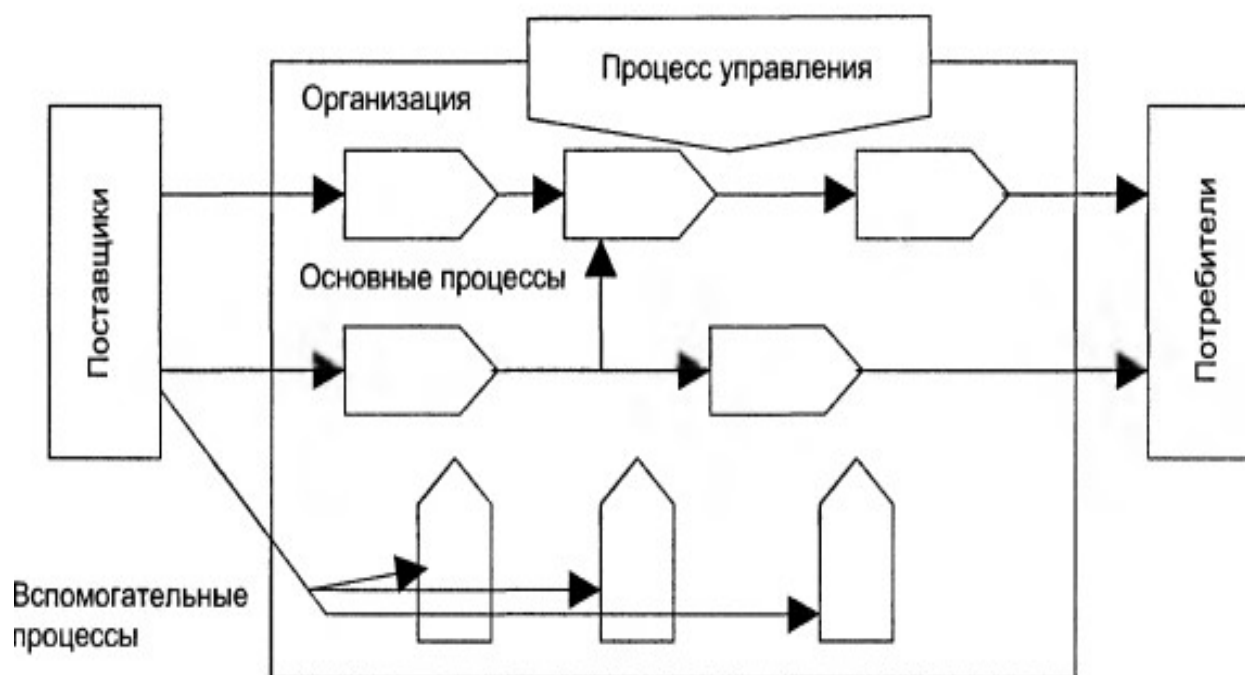 Процесс управления
Организация
Поставщики
Основные процессы
Потребители
Вспомогательные
процессы